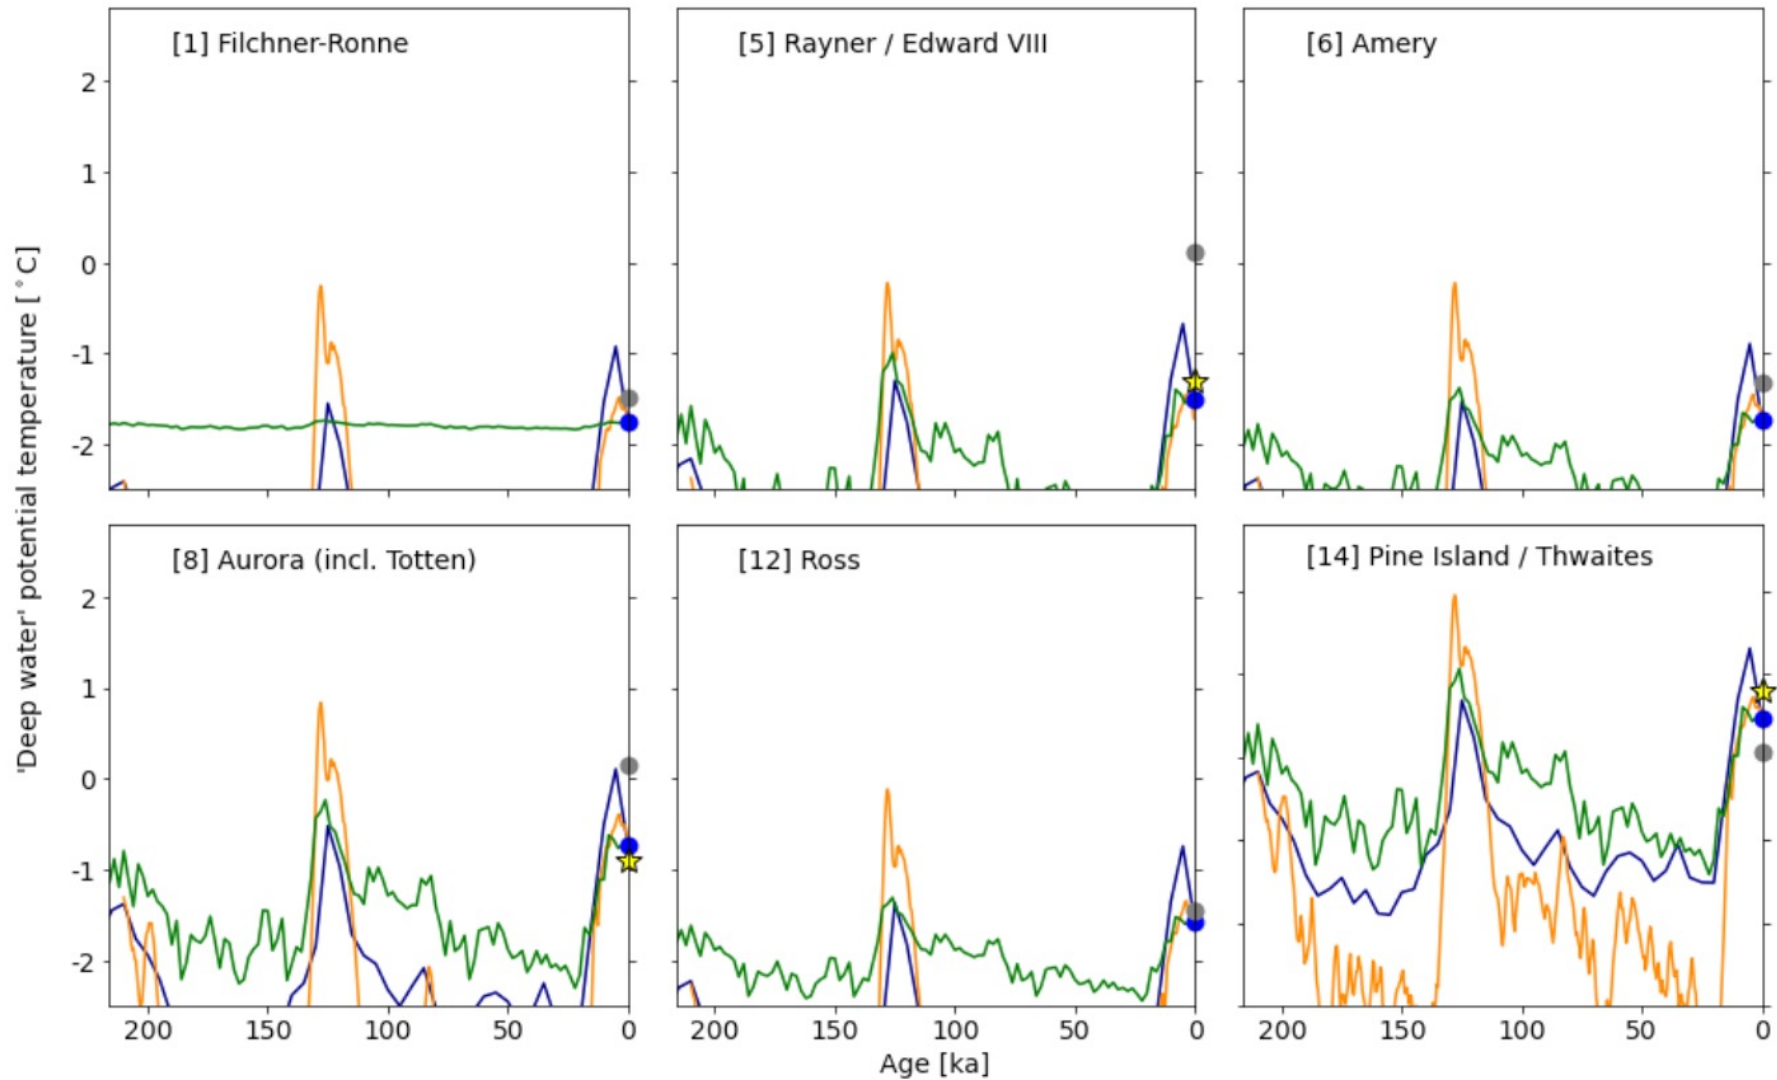 [1] Filchner-Ronne
[5] Rayner / Edward VIII
[6] Amery
2
1
0
-1
-2
[8] Aurora (incl. Totten)
[12] Ross
[14] Pine Island / Thwaites
2
1
0
-1
-2
'Deep water' potential temperature [°C]
200 150 100 50 0
200 150 100 50 0
200 150 100 50 0
Age [ka]